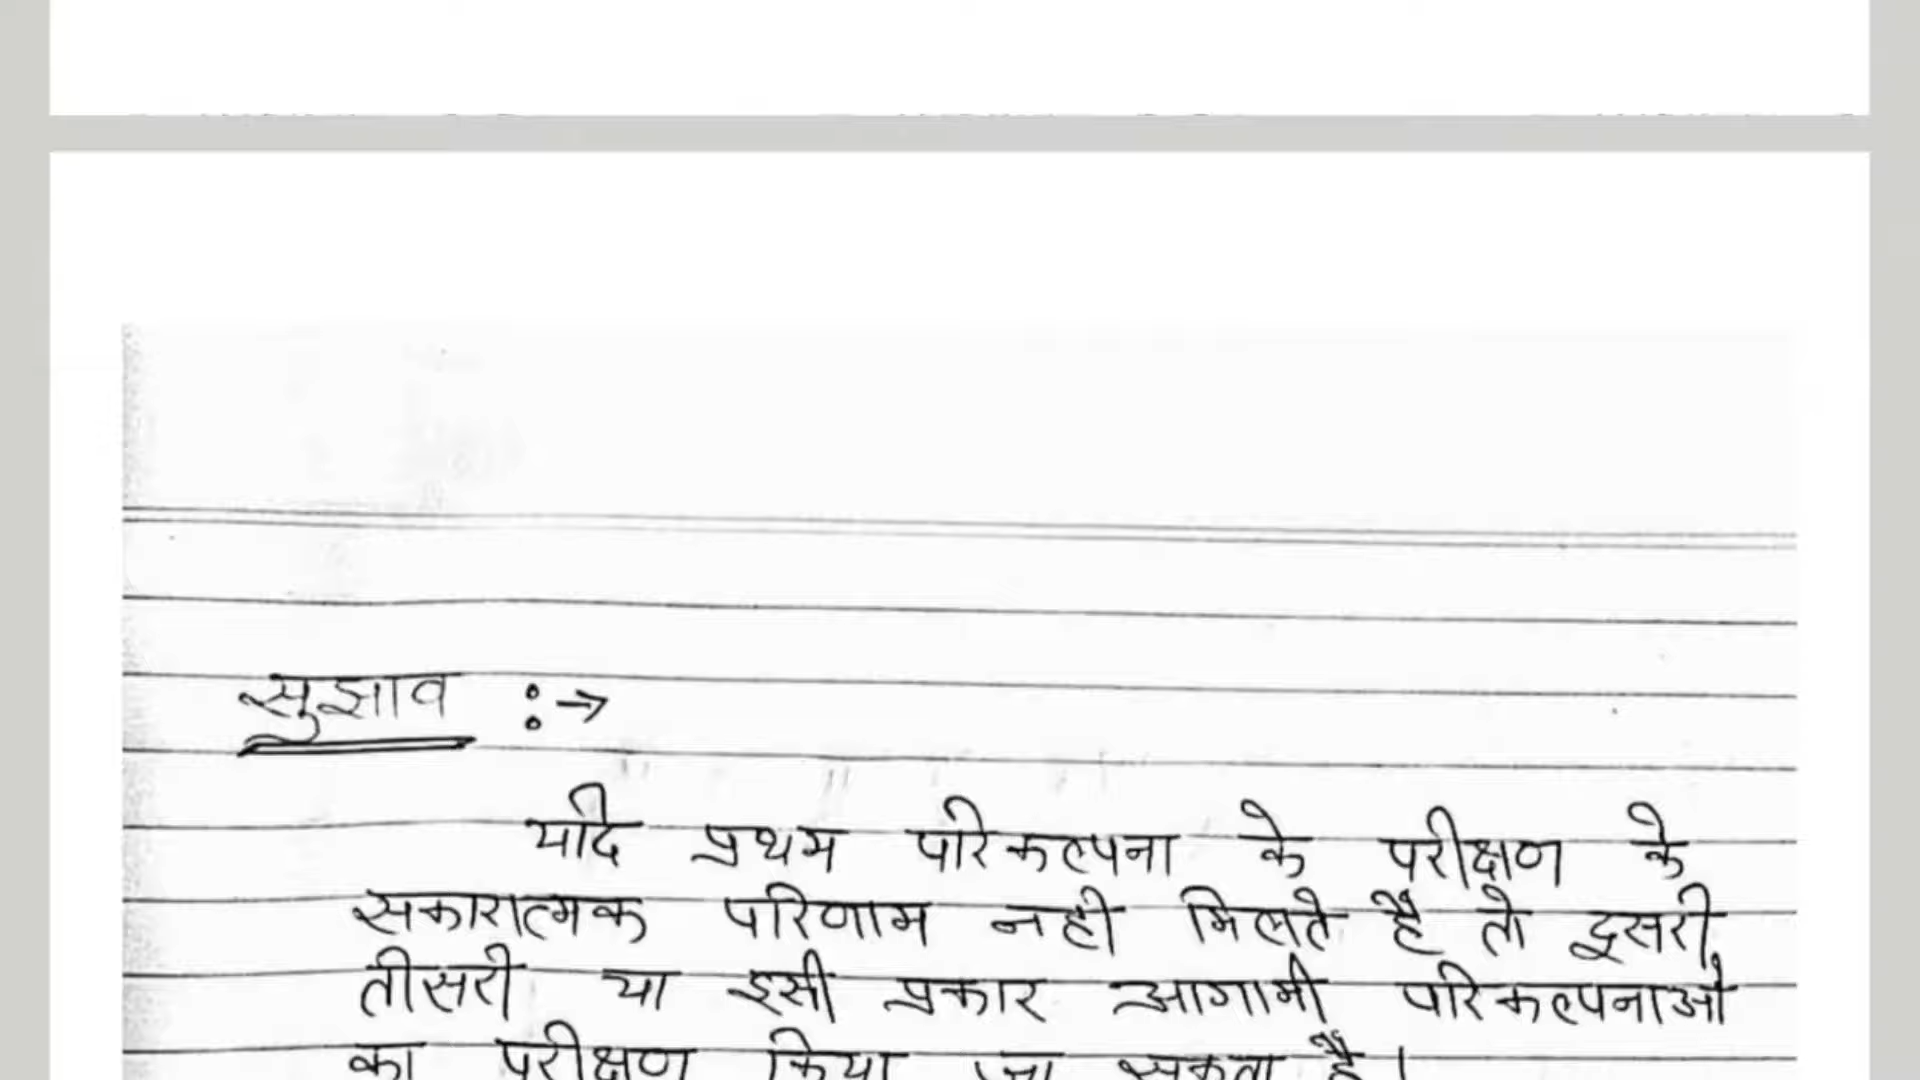 सुझाव :→
यदि प्रथम परिकल्पना के परीक्षण के
सकारात्मक परिणाम नही मिलते है तो दुसरी,
तीसरी या इसी प्रकार आगामी परिकल्पनाओं
का परीक्षण किया जा सकता है।